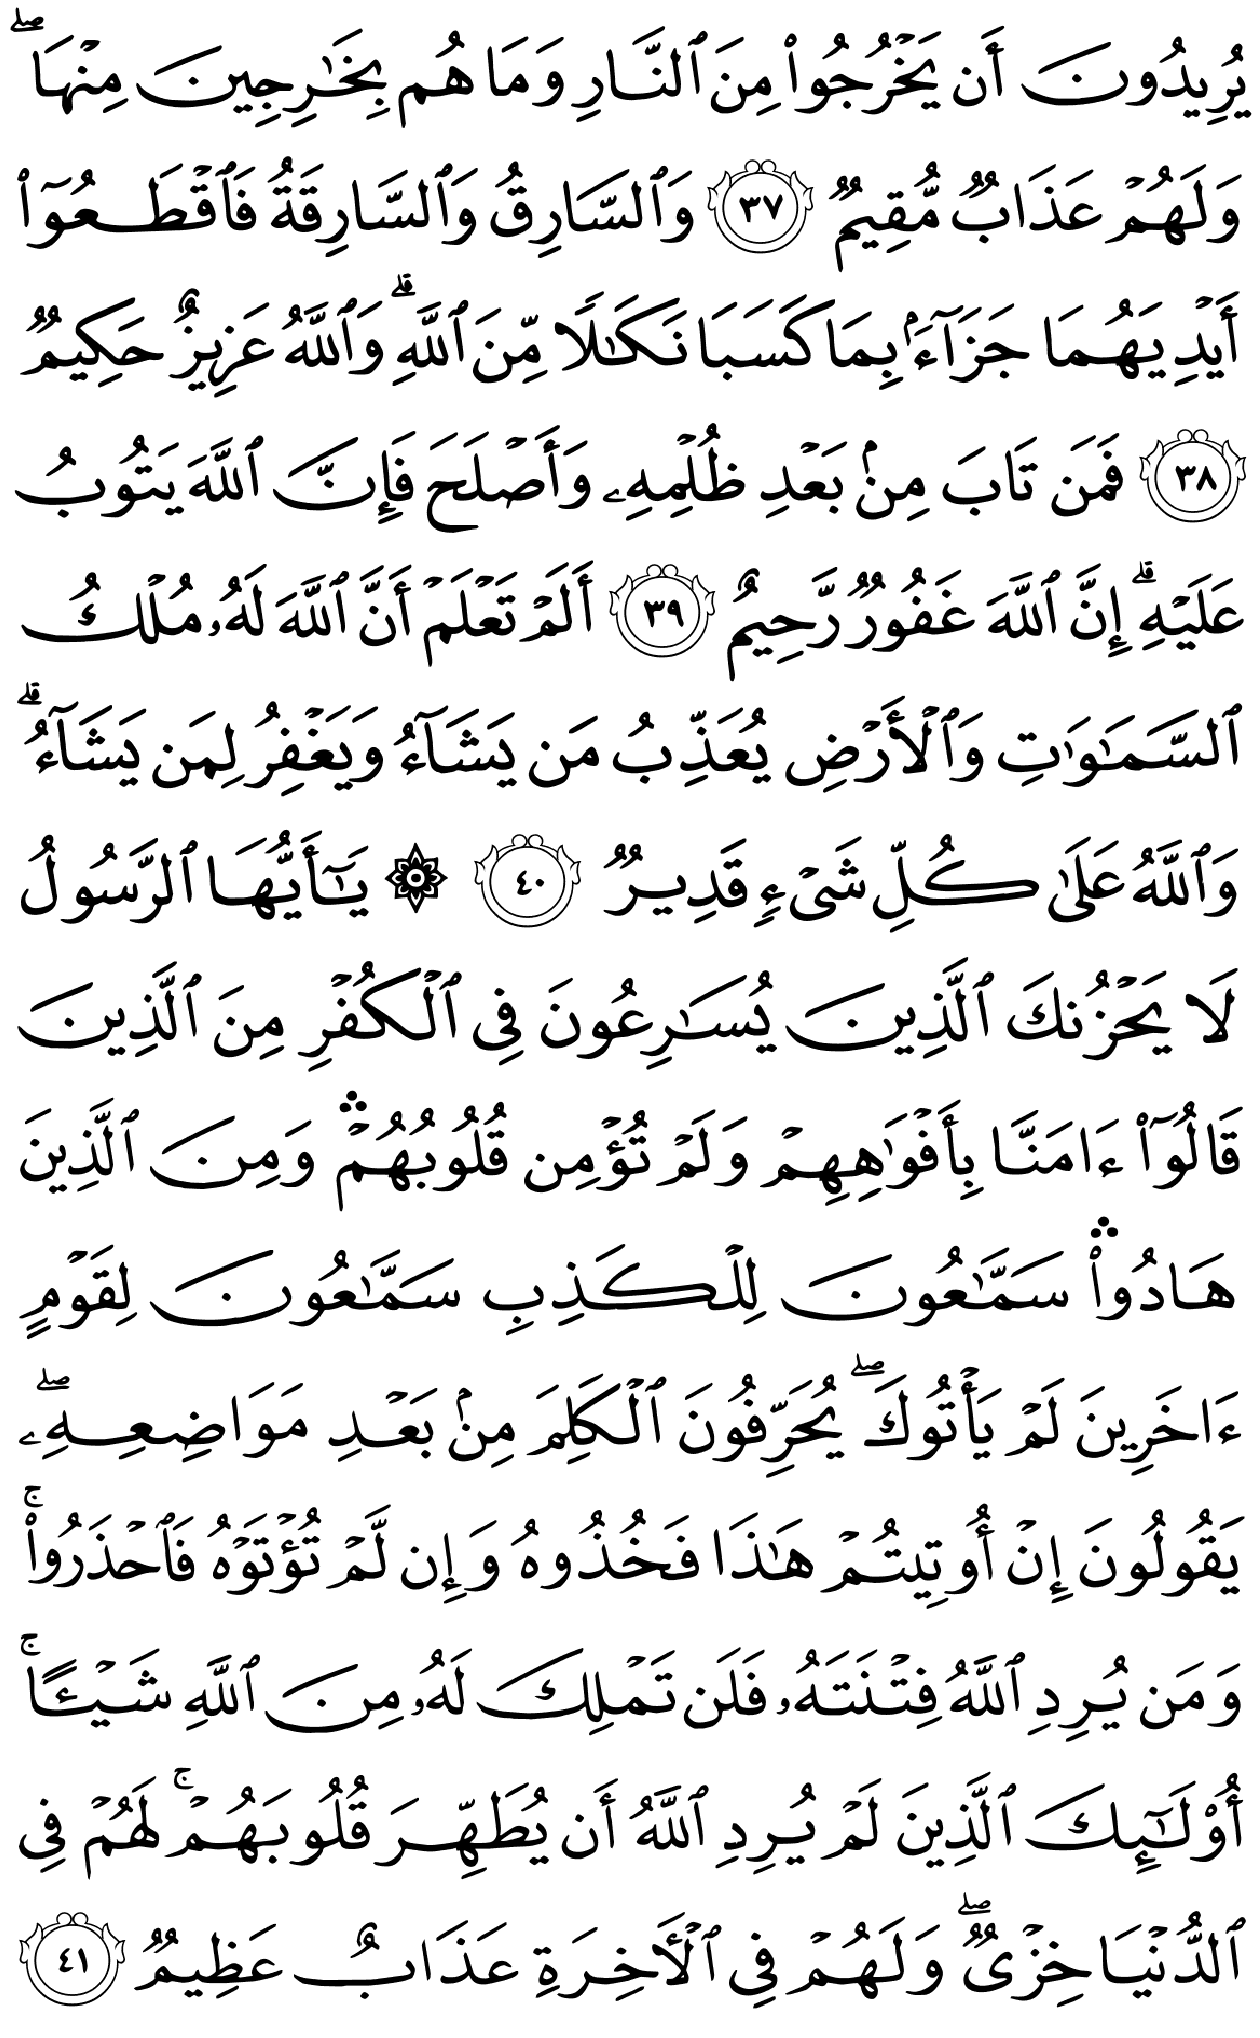 يُرِيدُونَ أَن يَخۡرُجُواْ مِنَ ٱلنَّارِ وَمَا هُم بِخَٰرِجِينَ مِنۡهَاۖ
وَلَهُمۡ عَذَابٞ مُّقِيمٞ ٣٧ وَٱلسَّارِقُ وَٱلسَّارِقَةُ فَٱقۡطَعُوٓاْ
أَيۡدِيَهُمَا جَزَآءَۢ بِمَا كَسَبَا نَكَٰلٗا مِّنَ ٱللَّهِۗ وَٱللَّهُ عَزِيزٌ حَكِيمٞ
٣٨ فَمَن تَابَ مِنۢ بَعۡدِ ظُلۡمِهِۦ وَأَصۡلَحَ فَإِنَّ ٱللَّهَ يَتُوبُ
عَلَيۡهِۗ إِنَّ ٱللَّهَ غَفُورٞ رَّحِيمٌ ٣٩ أَلَمۡ تَعۡلَمۡ أَنَّ ٱللَّهَ لَهُۥ مُلۡكُ
ٱلسَّمَٰوَٰتِ وَٱلۡأَرۡضِ يُعَذِّبُ مَن يَشَآءُ وَيَغۡفِرُ لِمَن يَشَآءُۗ
وَٱللَّهُ عَلَىٰ كُلِّ شَيۡءٖ قَدِيرٞ ٤٠ ۞ يَٰٓأَيُّهَا ٱلرَّسُولُ
لَا يَحۡزُنكَ ٱلَّذِينَ يُسَٰرِعُونَ فِي ٱلۡكُفۡرِ مِنَ ٱلَّذِينَ
قَالُوٓاْ ءَامَنَّا بِأَفۡوَٰهِهِمۡ وَلَمۡ تُؤۡمِن قُلُوبُهُمۡۛ وَمِنَ ٱلَّذِينَ
هَادُواْۛ سَمَّٰعُونَ لِلۡكَذِبِ سَمَّٰعُونَ لِقَوۡمٍ
ءَاخَرِينَ لَمۡ يَأۡتُوكَۖ يُحَرِّفُونَ ٱلۡكَلِمَ مِنۢ بَعۡدِ مَوَاضِعِهِۦۖ
يَقُولُونَ إِنۡ أُوتِيتُمۡ هَٰذَا فَخُذُوهُ وَإِن لَّمۡ تُؤۡتَوۡهُ فَٱحۡذَرُواْۚ
وَمَن يُرِدِ ٱللَّهُ فِتۡنَتَهُۥ فَلَن تَمۡلِكَ لَهُۥ مِنَ ٱللَّهِ شَيۡـًٔاۚ
أُوْلَٰٓئِكَ ٱلَّذِينَ لَمۡ يُرِدِ ٱللَّهُ أَن يُطَهِّرَ قُلُوبَهُمۡۚ لَهُمۡ فِي
ٱلدُّنۡيَا خِزۡيٞۖ وَلَهُمۡ فِي ٱلۡأٓخِرَةِ عَذَابٌ عَظِيمٞ ٤١